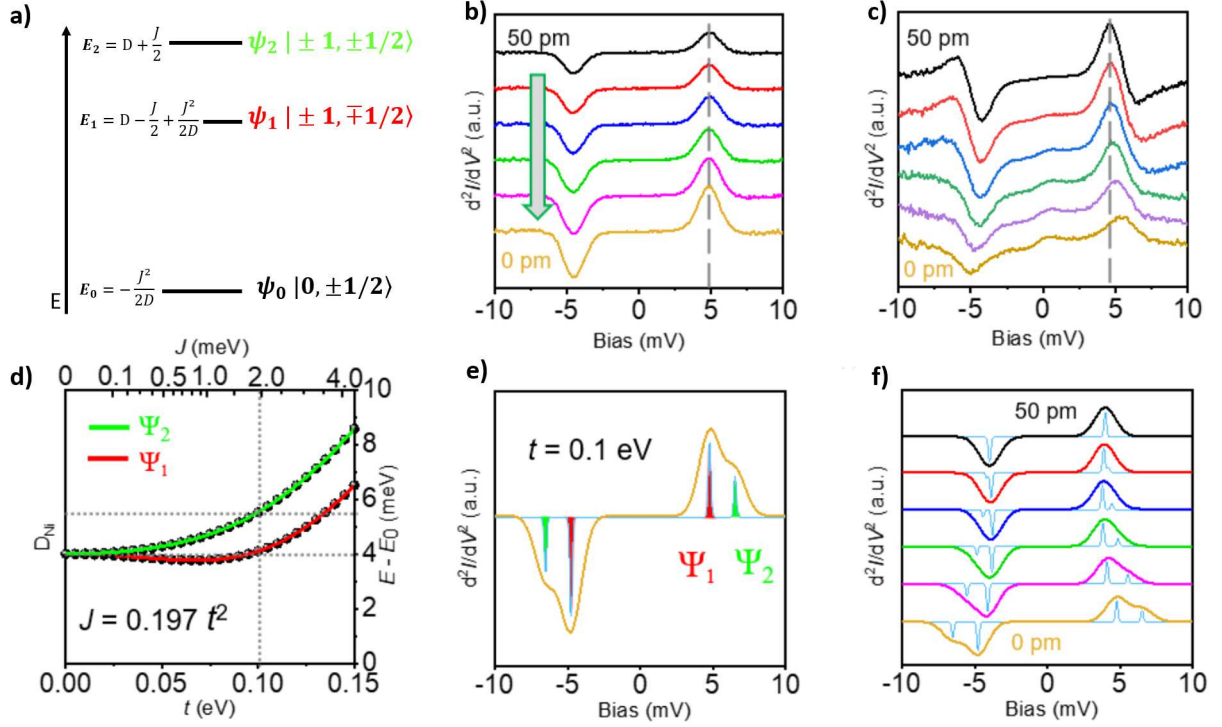 a)
E₂ = D + J/2 ψ₂ | ± 1, ±1/2⟩
E₁ = D − J/2 + J²/2D ψ₁ | ± 1, ∓1/2⟩
E₀ = − J²/2D ψ₀ |0, ±1/2⟩
E
b)
50 pm
0 pm
d²I/dV² (a.u.)
-10 -5 0 5 10
Bias (mV)
c)
50 pm
0 pm
d²I/dV² (a.u.)
-10 -5 0 5 10
Bias (mV)
d)
J (meV)
0 0.1 0.5 1.0 2.0 4.0
Ψ₂
Ψ₁
D_Ni
J = 0.197 t²
10
8
6
4
2
0
E - E₀ (meV)
0.00 0.05 0.10 0.15
t (eV)
e)
t = 0.1 eV
Ψ₁ Ψ₂
d²I/dV² (a.u.)
-10 -5 0 5 10
Bias (mV)
f)
50 pm
0 pm
d²I/dV² (a.u.)
-10 -5 0 5 10
Bias (mV)